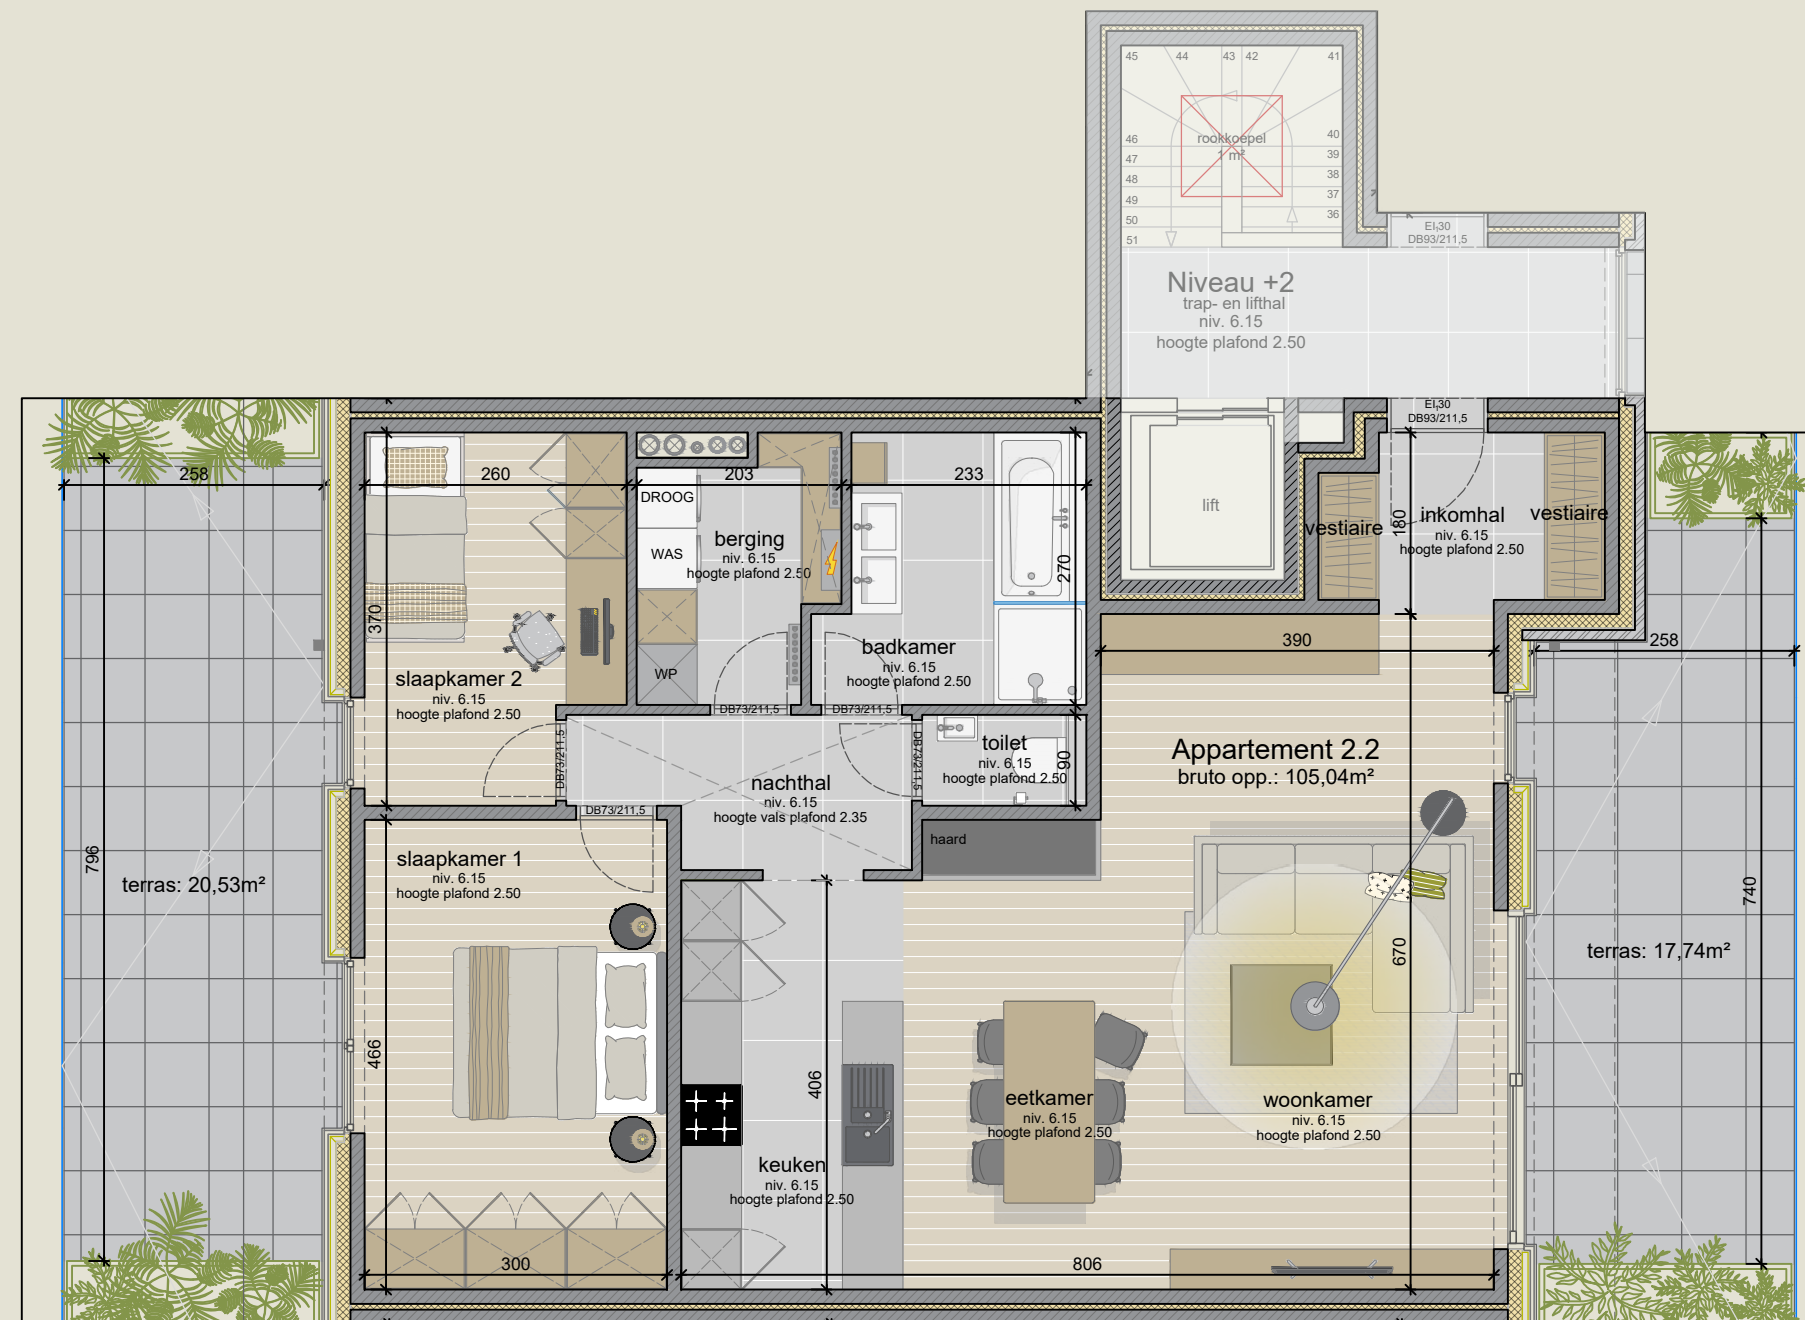 45 44 43 42 41
rookkoepel
1 m²
46 40
47 39
48 38
49 37
50 36
51
EI₁30
DB93/211,5
Niveau +2
trap- en lifthal
niv. 6.15
hoogte plafond 2.50
EI₁30
DB93/211,5
258
260
203
233
DROOG
WAS
WP
berging
niv. 6.15
hoogte plafond 2.50
lift
vestiaire
180
inkomhal
niv. 6.15
hoogte plafond 2.50
vestiaire
270
370
slaapkamer 2
niv. 6.15
hoogte plafond 2.50
badkamer
niv. 6.15
hoogte plafond 2.50
390
258
DB73/211,5
DB73/211,5
DB73/211,5
DB73/211,5
toilet
niv. 6.15
hoogte plafond 2.50
90
nachthal
niv. 6.15
hoogte vals plafond 2.35
Appartement 2.2
bruto opp.: 105,04m²
DB73/211,5
haard
slaapkamer 1
niv. 6.15
hoogte plafond 2.50
796
terras: 20,53m²
740
terras: 17,74m²
670
466
406
eetkamer
niv. 6.15
hoogte plafond 2.50
woonkamer
niv. 6.15
hoogte plafond 2.50
keuken
niv. 6.15
hoogte plafond 2.50
300
806